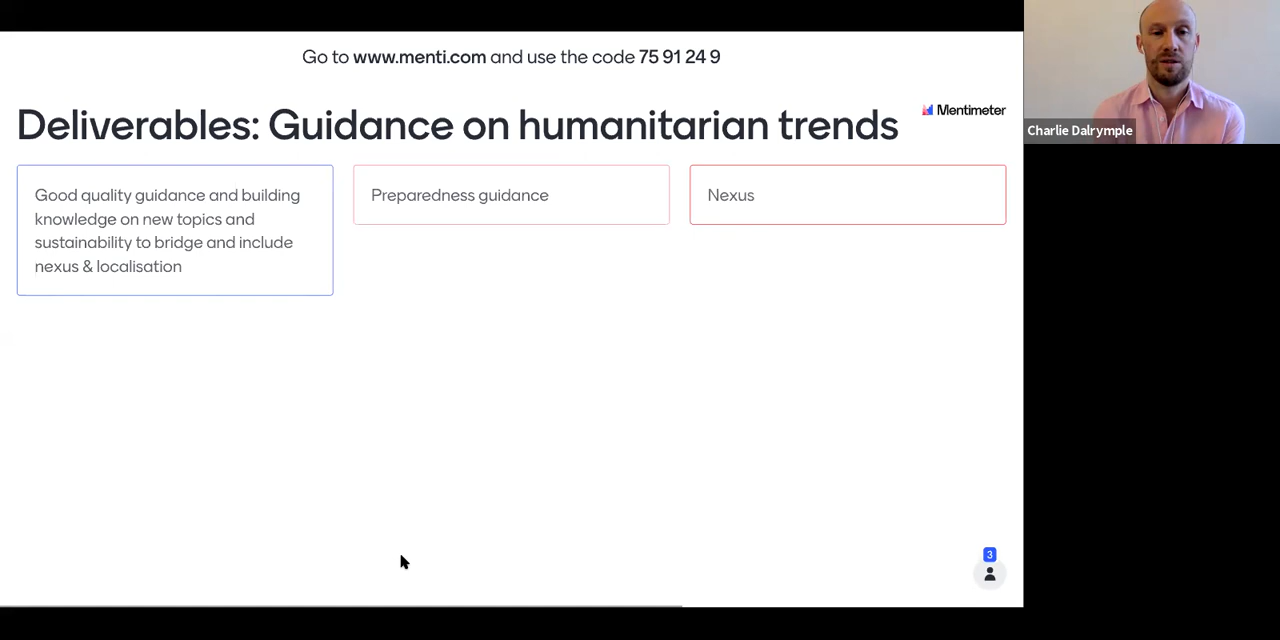 Go to www.menti.com and use the code 75 91 24 9
Deliverables: Guidance on humanitarian trends
Mentimeter
Good quality guidance and building
knowledge on new topics and
sustainability to bridge and include
nexus & localisation
Preparedness guidance
Nexus
Charlie Dalrymple
3